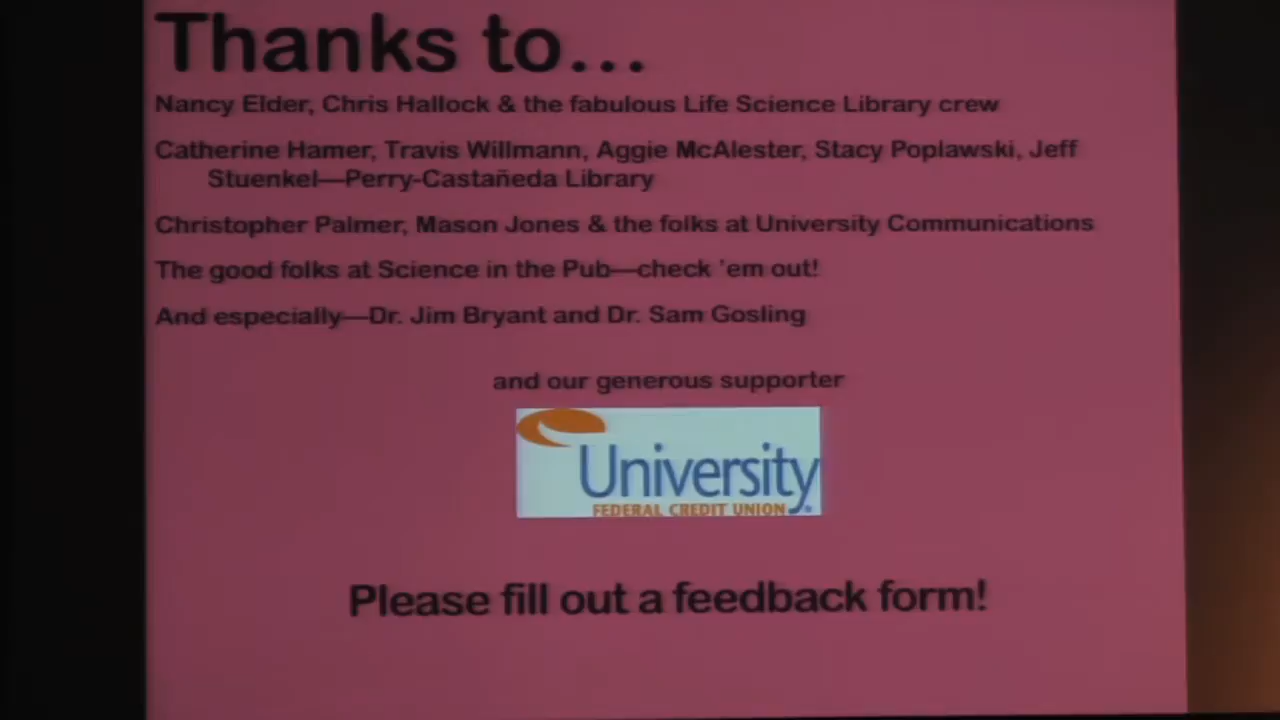 Thanks to...
Nancy Elder, Chris Hallock & the fabulous Life Science Library crew
Catherine Hamer, Travis Willmann, Aggie McAlester, Stacy Poplawski, Jeff
Stuenkel—Perry-Castañeda Library
Christopher Palmer, Mason Jones & the folks at University Communications
The good folks at Science in the Pub—check 'em out!
And especially—Dr. Jim Bryant and Dr. Sam Gosling
and our generous supporter
University
FEDERAL CREDIT UNION®
Please fill out a feedback form!